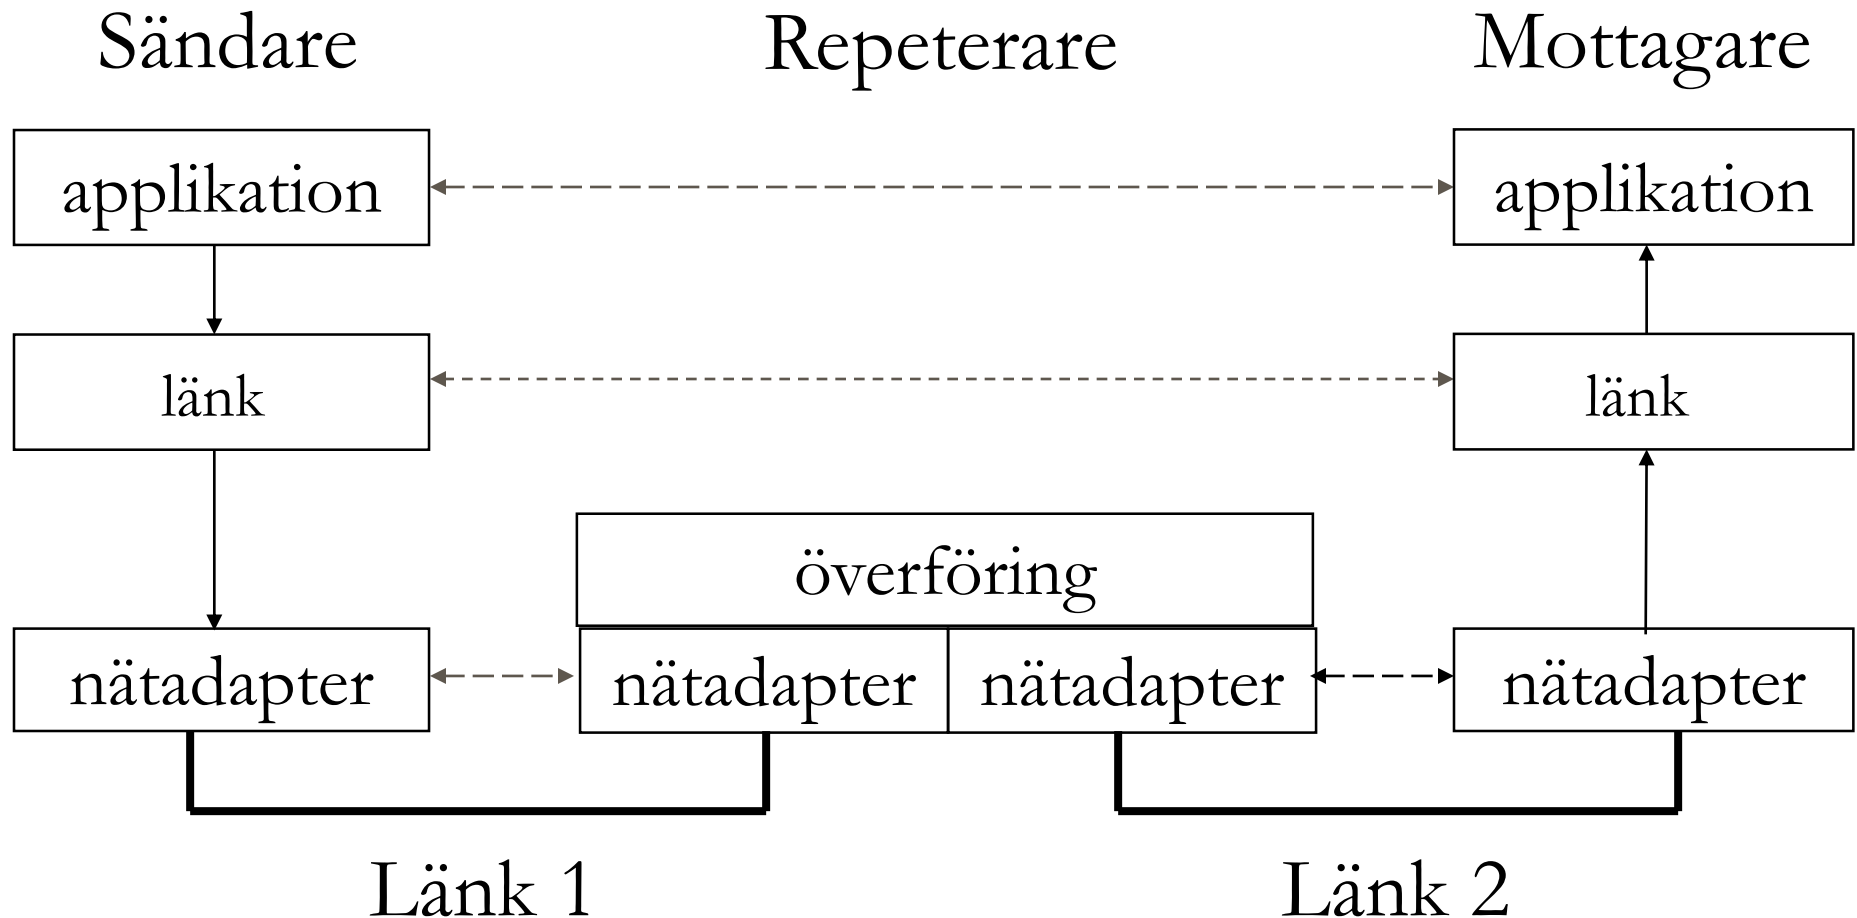 Sändare Repeterare Mottagare
applikation applikation
länk länk
överföring
nätadapter nätadapter nätadapter nätadapter
Länk 1 Länk 2